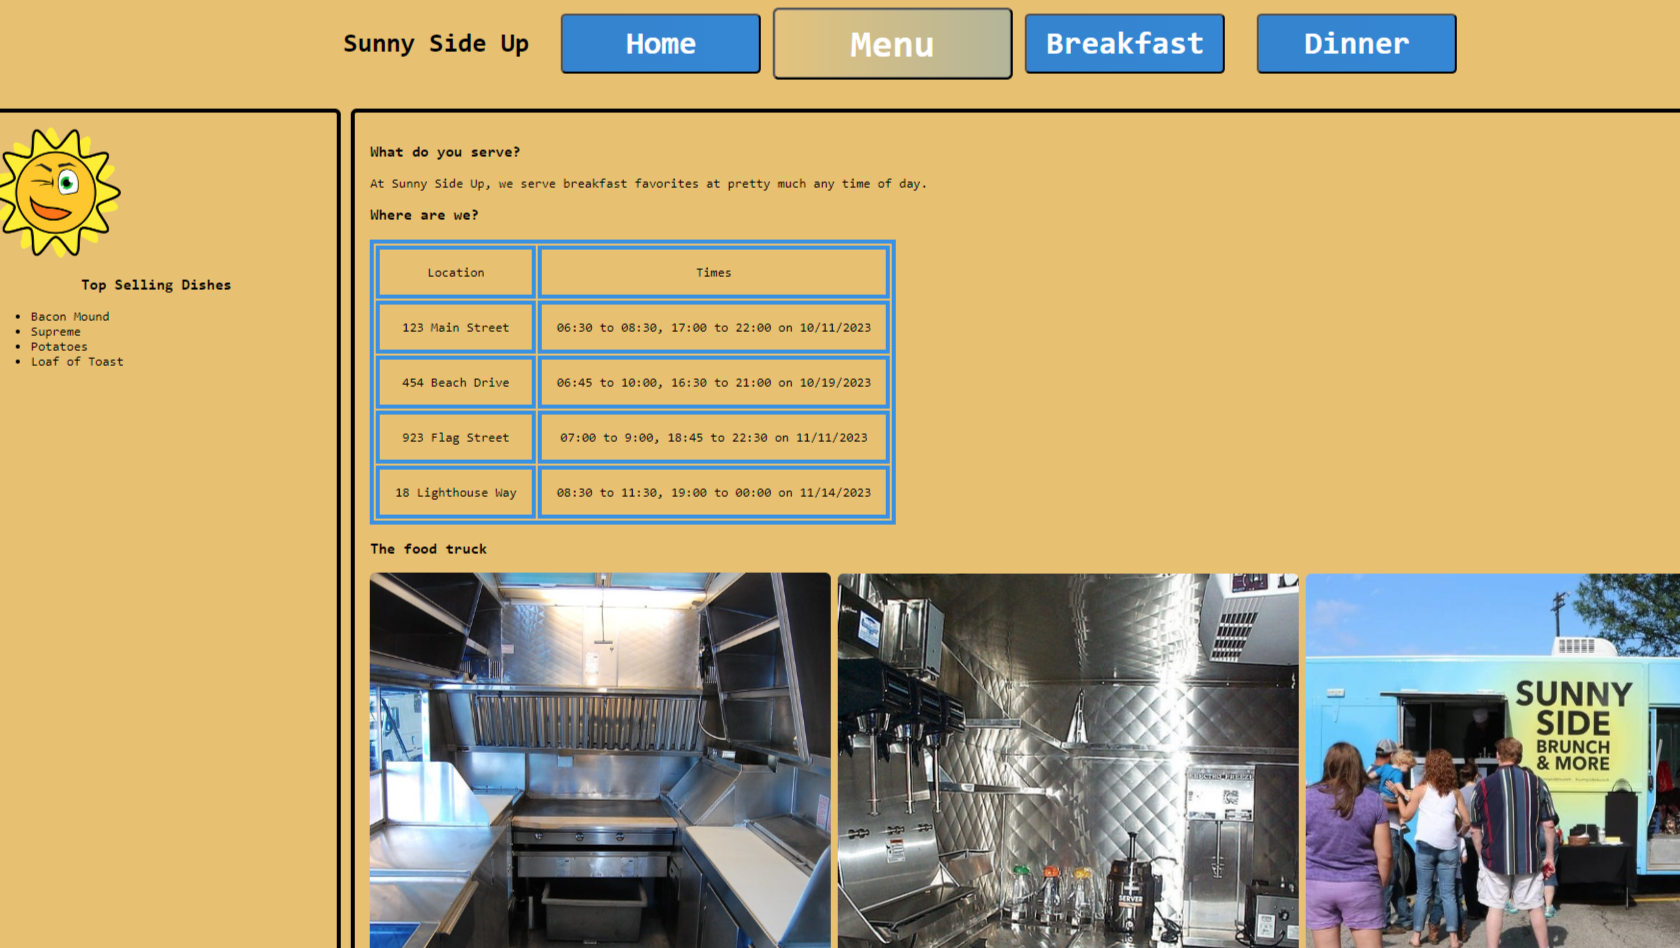 Sunny Side Up
Home
Menu
Breakfast
Dinner
Top Selling Dishes
Bacon Mound
Supreme
Potatoes
Loaf of Toast
What do you serve?
At Sunny Side Up, we serve breakfast favorites at pretty much any time of day.
Where are we?
Location Times
123 Main Street 06:30 to 08:30, 17:00 to 22:00 on 10/11/2023
454 Beach Drive 06:45 to 10:00, 16:30 to 21:00 on 10/19/2023
923 Flag Street 07:00 to 9:00, 18:45 to 22:30 on 11/11/2023
18 Lighthouse Way 08:30 to 11:30, 19:00 to 00:00 on 11/14/2023
The food truck
ELECTRO FREEZE
SERVER
SUNNY
SIDE
BRUNCH
& MORE